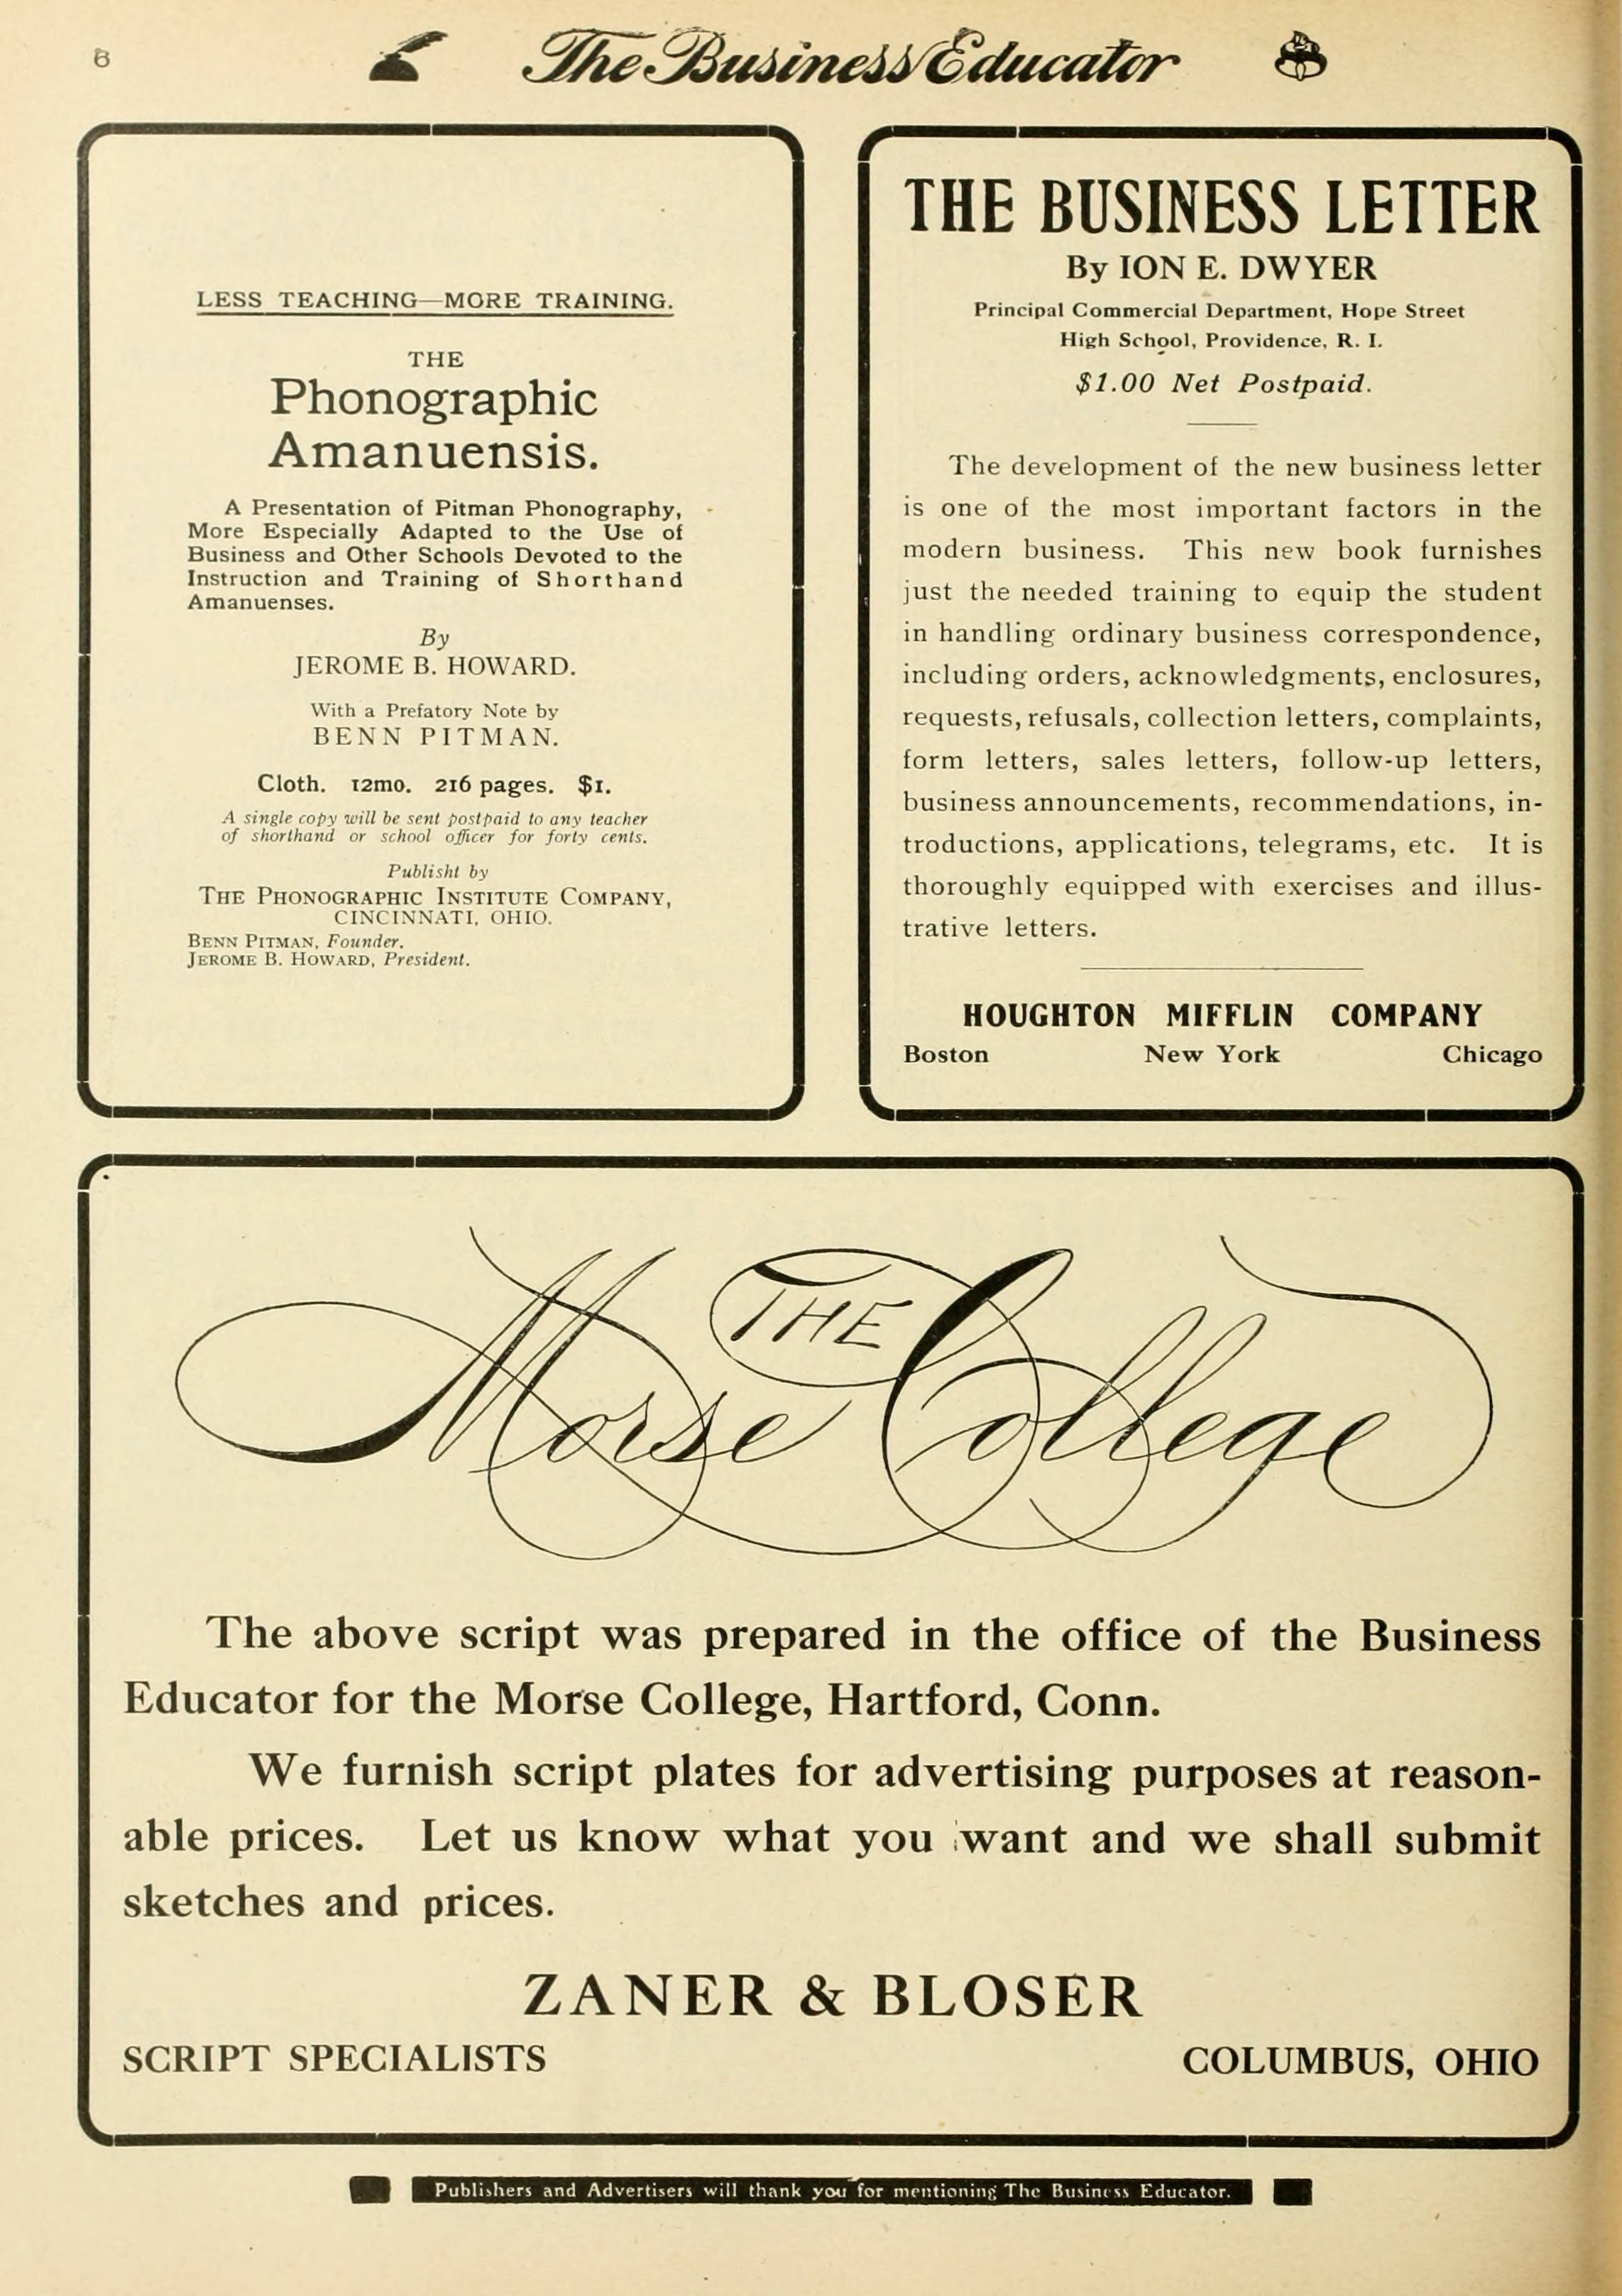 6
The Business Educator
LESS TEACHING—MORE TRAINING.
THE
Phonographic
Amanuensis.
A Presentation of Pitman Phonography,
More Especially Adapted to the Use of
Business and Other Schools Devoted to the
Instruction and Training of Shorthand
Amanuenses.
By
JEROME B. HOWARD.
With a Prefatory Note by
BENN PITMAN.
Cloth. 12mo. 216 pages. $1.
A single copy will be sent postpaid to any teacher
of shorthand or school officer for forty cents.
Publisht by
THE PHONOGRAPHIC INSTITUTE COMPANY,
CINCINNATI, OHIO.
BENN PITMAN, Founder.
JEROME B. HOWARD, President.
THE BUSINESS LETTER
By ION E. DWYER
Principal Commercial Department, Hope Street
High School, Providence, R. I.
$1.00 Net Postpaid.
The development of the new business letter
is one of the most important factors in the
modern business. This new book furnishes
just the needed training to equip the student
in handling ordinary business correspondence,
including orders, acknowledgments, enclosures,
requests, refusals, collection letters, complaints,
form letters, sales letters, follow-up letters,
business announcements, recommendations, in-
troductions, applications, telegrams, etc. It is
thoroughly equipped with exercises and illus-
trative letters.
HOUGHTON MIFFLIN COMPANY
Boston New York Chicago
THE
Morse College
The above script was prepared in the office of the Business
Educator for the Morse College, Hartford, Conn.
We furnish script plates for advertising purposes at reason-
able prices. Let us know what you want and we shall submit
sketches and prices.
ZANER & BLOSER
SCRIPT SPECIALISTS COLUMBUS, OHIO
Publishers and Advertisers will thank you for mentioning The Business Educator.